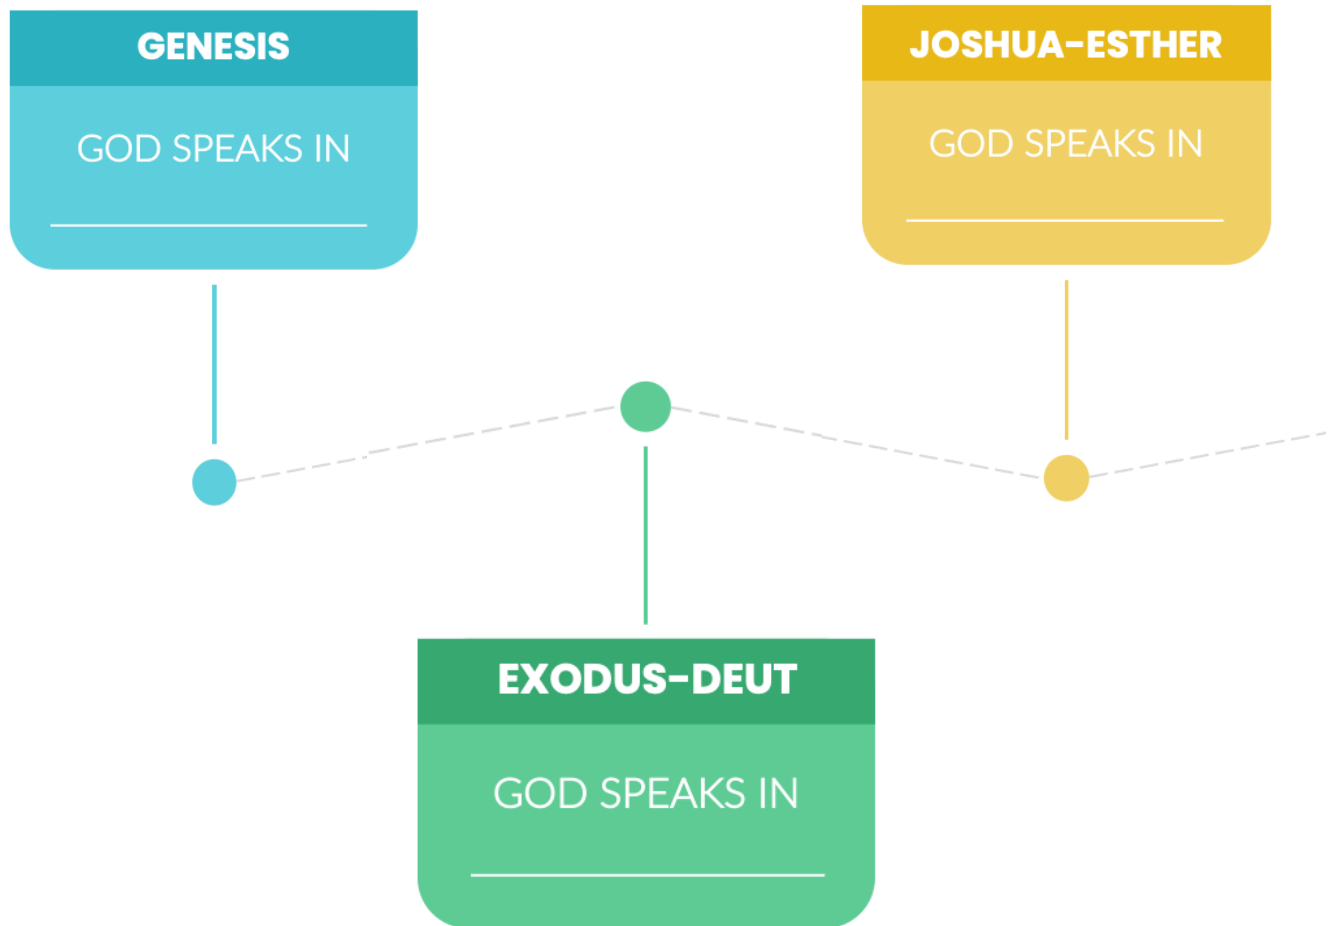 GENESIS
GOD SPEAKS IN
EXODUS-DEUT
GOD SPEAKS IN
JOSHUA-ESTHER
GOD SPEAKS IN